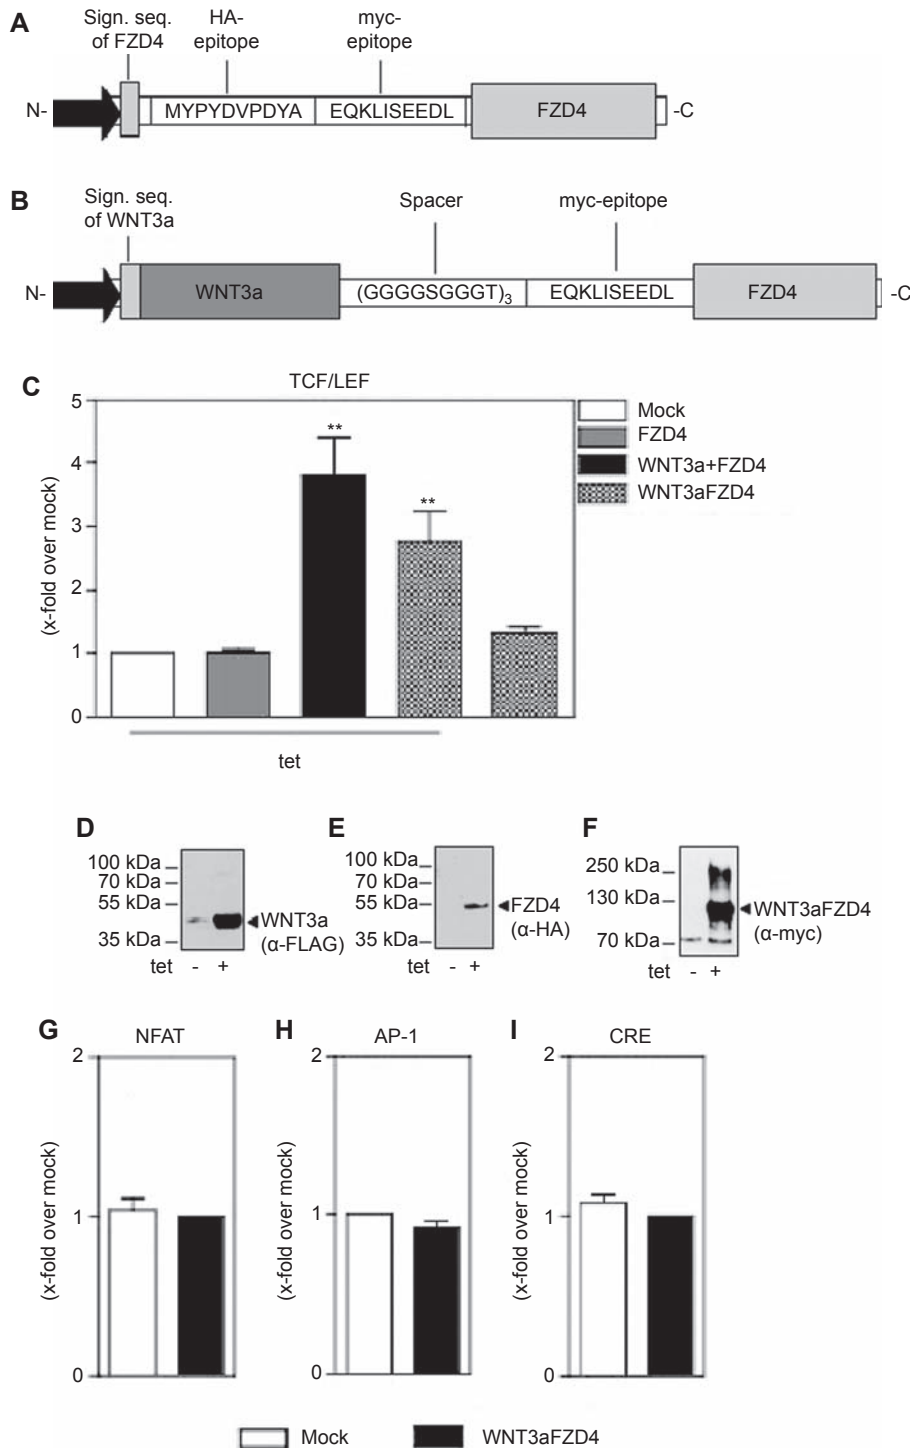 A
Sign. seq.
of FZD4
HA-
epitope
myc-
epitope
N-
MYPYDVPDYA
EQKLISEEDL
FZD4
-C
B
Sign. seq.
of WNT3a
Spacer
myc-epitope
N-
WNT3a
(GGGGSGGGT)3
EQKLISEEDL
FZD4
-C
C
TCF/LEF
(x-fold over mock)
5
4
3
2
1
0
**
**
tet
Mock
FZD4
WNT3a+FZD4
WNT3aFZD4
D
100 kDa
70 kDa
55 kDa
35 kDa
WNT3a
(α-FLAG)
tet - +
E
100 kDa
70 kDa
55 kDa
35 kDa
FZD4
(α-HA)
tet - +
F
250 kDa
130 kDa
70 kDa
WNT3aFZD4
(α-myc)
tet - +
G
NFAT
(x-fold over mock)
2
1
0
H
AP-1
(x-fold over mock)
2
1
0
I
CRE
(x-fold over mock)
2
1
0
Mock
WNT3aFZD4